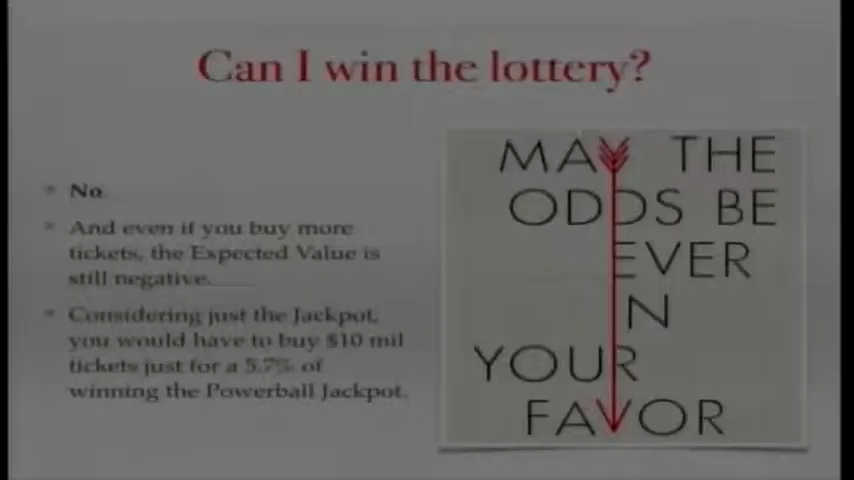 Can I win the lottery?
No.
And even if you buy more
tickets, the Expected Value is
still negative.
Considering just the Jackpot,
you would have to buy $10 mil
tickets just for a 5.7% of
winning the Powerball Jackpot.
MAY THE
ODDS BE
EVER
IN
YOUR
FAVOR